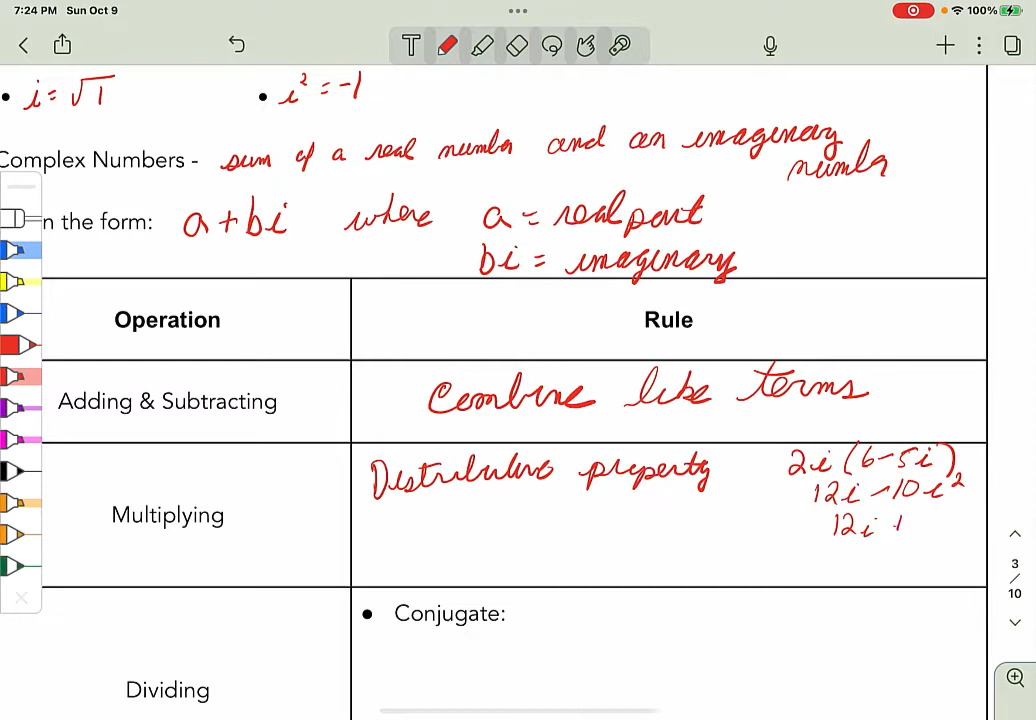 7:24 PM Sun Oct 9
100%
T
• i = √1 • i² = -1
Complex Numbers - sum of a real number and an imaginary
number
n the form: a + bi where a = real part
bi = imaginary
Operation Rule
Adding & Subtracting Combine like terms
Distributive property 2i (6 - 5i)
12i - 10i²
Multiplying 12i +
3
/
10
• Conjugate:
Dividing